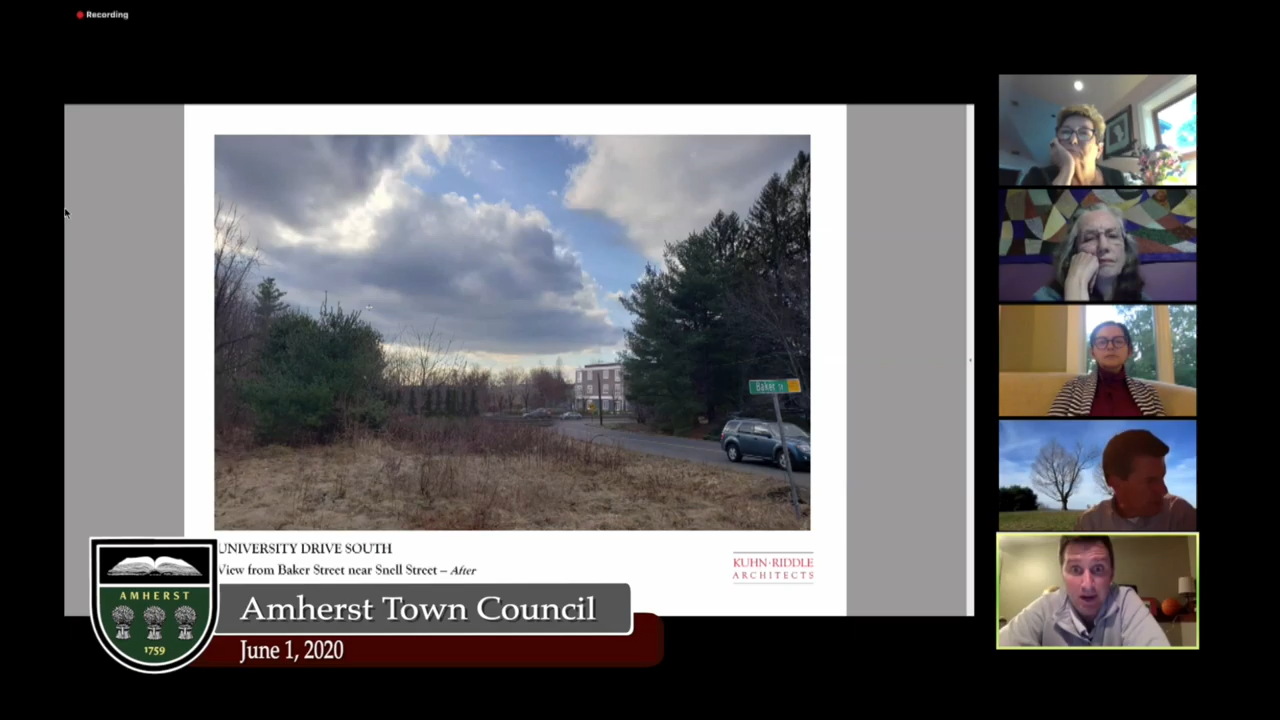 Recording
Baker
UNIVERSITY DRIVE SOUTH
View from Baker Street near Snell Street – After
KUHN·RIDDLE
ARCHITECTS
AMHERST
1759
Amherst Town Council
June 1, 2020